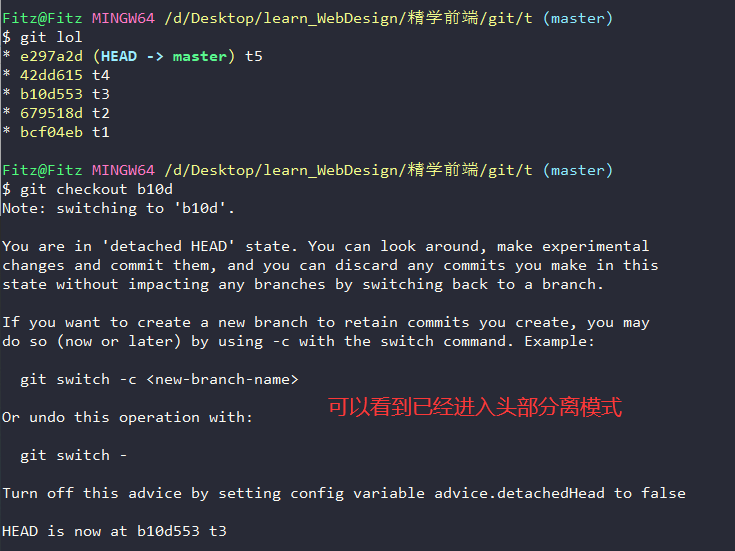 Fitz@Fitz MINGW64 /d/Desktop/learn_WebDesign/精学前端/git/t (master)
$ git lol
* e297a2d (HEAD -> master) t5
* 42dd615 t4
* b10d553 t3
* 679518d t2
* bcf04eb t1
Fitz@Fitz MINGW64 /d/Desktop/learn_WebDesign/精学前端/git/t (master)
$ git checkout b10d
Note: switching to 'b10d'.
You are in 'detached HEAD' state. You can look around, make experimental
changes and commit them, and you can discard any commits you make in this
state without impacting any branches by switching back to a branch.
If you want to create a new branch to retain commits you create, you may
do so (now or later) by using -c with the switch command. Example:
git switch -c <new-branch-name>
可以看到已经进入头部分离模式
Or undo this operation with:
git switch -
Turn off this advice by setting config variable advice.detachedHead to false
HEAD is now at b10d553 t3